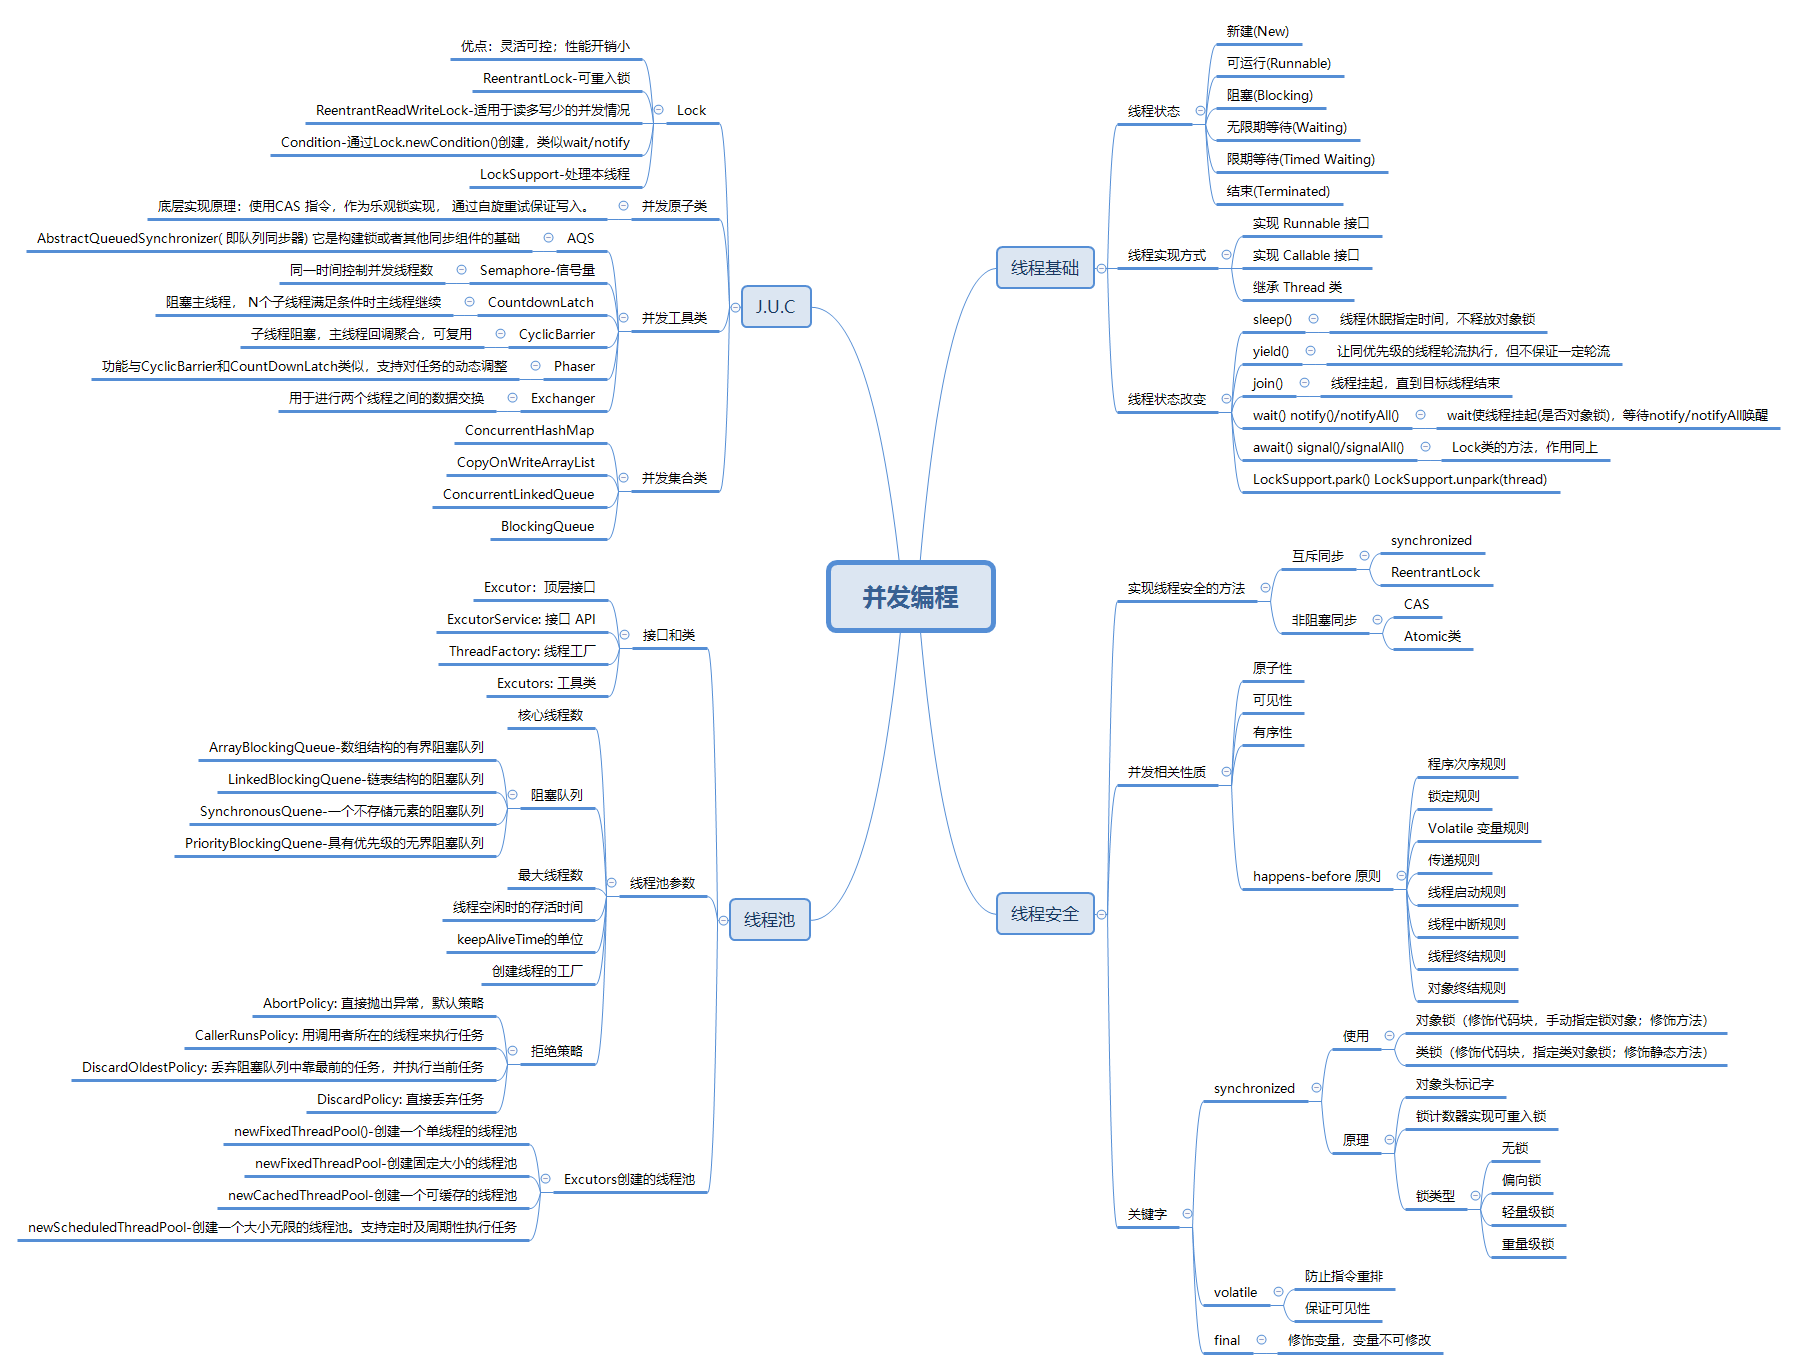 并发编程
线程基础
线程状态
新建(New)
可运行(Runnable)
阻塞(Blocking)
无限期等待(Waiting)
限期等待(Timed Waiting)
结束(Terminated)
线程实现方式
实现 Runnable 接口
实现 Callable 接口
继承 Thread 类
线程状态改变
sleep()
线程休眠指定时间，不释放对象锁
yield()
让同优先级的线程轮流执行，但不保证一定轮流
join()
线程挂起，直到目标线程结束
wait() notify()/notifyAll()
wait使线程挂起(是否对象锁)，等待notify/notifyAll唤醒
await() signal()/signalAll()
Lock类的方法，作用同上
LockSupport.park() LockSupport.unpark(thread)
线程安全
实现线程安全的方法
互斥同步
synchronized
ReentrantLock
非阻塞同步
CAS
Atomic类
并发相关性质
原子性
可见性
有序性
happens-before 原则
程序次序规则
锁定规则
Volatile 变量规则
传递规则
线程启动规则
线程中断规则
线程终结规则
对象终结规则
关键字
synchronized
使用
对象锁（修饰代码块，手动指定锁对象；修饰方法）
类锁（修饰代码块，指定类对象锁；修饰静态方法）
原理
对象头标记字
锁计数器实现可重入锁
锁类型
无锁
偏向锁
轻量级锁
重量级锁
volatile
防止指令重排
保证可见性
final
修饰变量，变量不可修改
J.U.C
Lock
优点：灵活可控；性能开销小
ReentrantLock-可重入锁
ReentrantReadWriteLock-适用于读多写少的并发情况
Condition-通过Lock.newCondition()创建，类似wait/notify
LockSupport-处理本线程
并发原子类
底层实现原理：使用CAS 指令，作为乐观锁实现， 通过自旋重试保证写入。
并发工具类
AQS
AbstractQueuedSynchronizer( 即队列同步器) 它是构建锁或者其他同步组件的基础
Semaphore-信号量
同一时间控制并发线程数
CountdownLatch
阻塞主线程， N个子线程满足条件时主线程继续
CyclicBarrier
子线程阻塞，主线程回调聚合，可复用
Phaser
功能与CyclicBarrier和CountDownLatch类似，支持对任务的动态调整
Exchanger
用于进行两个线程之间的数据交换
并发集合类
ConcurrentHashMap
CopyOnWriteArrayList
ConcurrentLinkedQueue
BlockingQueue
线程池
接口和类
Excutor：顶层接口
ExcutorService: 接口 API
ThreadFactory: 线程工厂
Excutors: 工具类
线程池参数
核心线程数
阻塞队列
ArrayBlockingQueue-数组结构的有界阻塞队列
LinkedBlockingQuene-链表结构的阻塞队列
SynchronousQuene-一个不存储元素的阻塞队列
PriorityBlockingQuene-具有优先级的无界阻塞队列
最大线程数
线程空闲时的存活时间
keepAliveTime的单位
创建线程的工厂
拒绝策略
AbortPolicy: 直接抛出异常，默认策略
CallerRunsPolicy: 用调用者所在的线程来执行任务
DiscardOldestPolicy: 丢弃阻塞队列中靠最前的任务，并执行当前任务
DiscardPolicy: 直接丢弃任务
Excutors创建的线程池
newFixedThreadPool()-创建一个单线程的线程池
newFixedThreadPool-创建固定大小的线程池
newCachedThreadPool-创建一个可缓存的线程池
newScheduledThreadPool-创建一个大小无限的线程池。支持定时及周期性执行任务